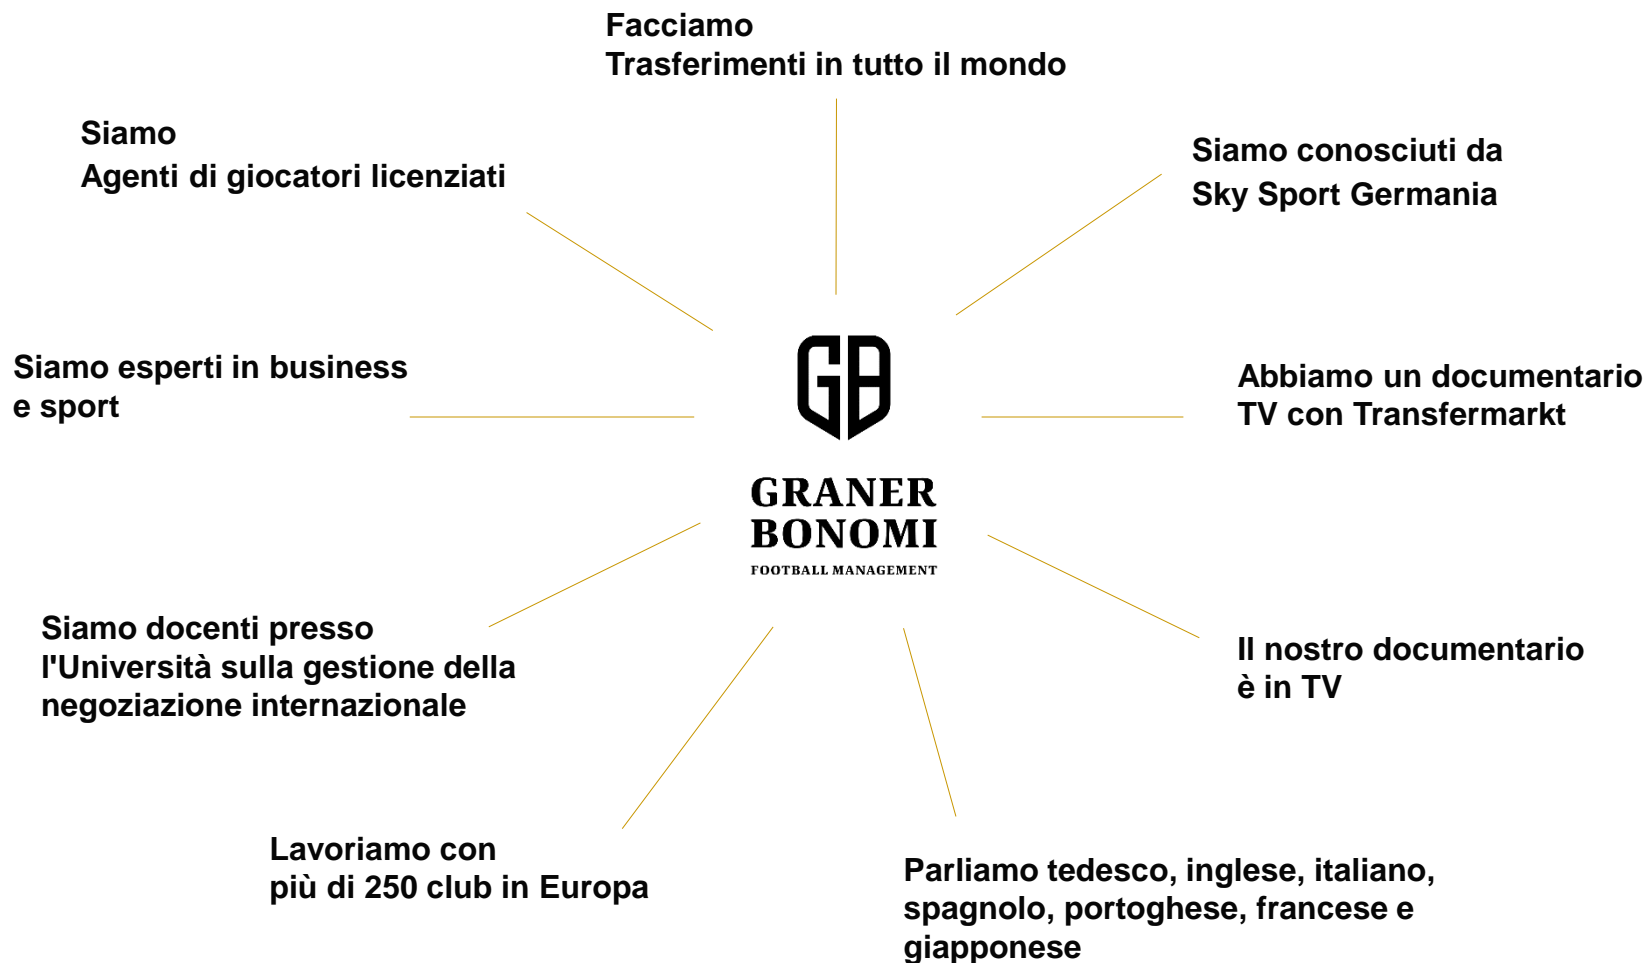 Facciamo
Trasferimenti in tutto il mondo
Siamo
Agenti di giocatori licenziati
Siamo conosciuti da
Sky Sport Germania
Siamo esperti in business
e sport
GB
Abbiamo un documentario
TV con Transfermarkt
GRANER
BONOMI
FOOTBALL MANAGEMENT
Siamo docenti presso
l'Università sulla gestione della
negoziazione internazionale
Il nostro documentario
è in TV
Lavoriamo con
più di 250 club in Europa
Parliamo tedesco, inglese, italiano,
spagnolo, portoghese, francese e
giapponese